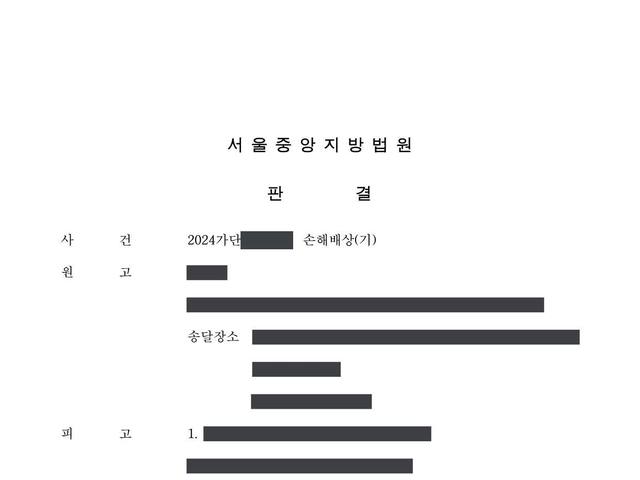 서울중앙지방법원
판 결
사 건 2024가단 손해배상(기)
원 고
송달장소
피 고 1.